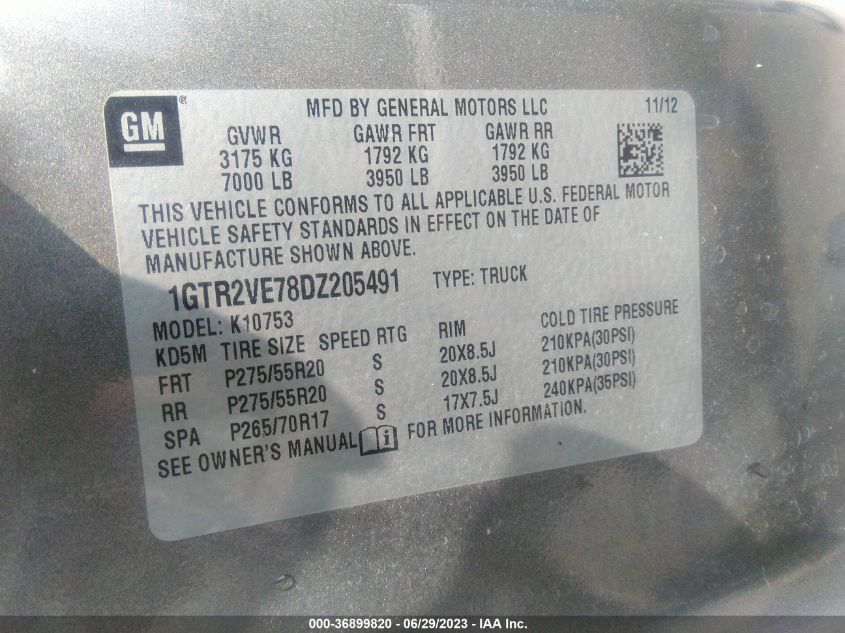 GM ®
MFD BY GENERAL MOTORS LLC 11/12
GVWR GAWR FRT GAWR RR
3175 KG 1792 KG 1792 KG
7000 LB 3950 LB 3950 LB
THIS VEHICLE CONFORMS TO ALL APPLICABLE U.S. FEDERAL MOTOR
VEHICLE SAFETY STANDARDS IN EFFECT ON THE DATE OF
MANUFACTURE SHOWN ABOVE.
1GTR2VE78DZ205491 TYPE: TRUCK
MODEL: K10753
KD5M TIRE SIZE SPEED RTG RIM COLD TIRE PRESSURE
FRT P275/55R20 S 20X8.5J 210KPA(30PSI)
RR P275/55R20 S 20X8.5J 210KPA(30PSI)
SPA P265/70R17 S 17X7.5J 240KPA(35PSI)
SEE OWNER'S MANUAL i FOR MORE INFORMATION.
000-36899820 / 06/29/2023 / IAA Inc.